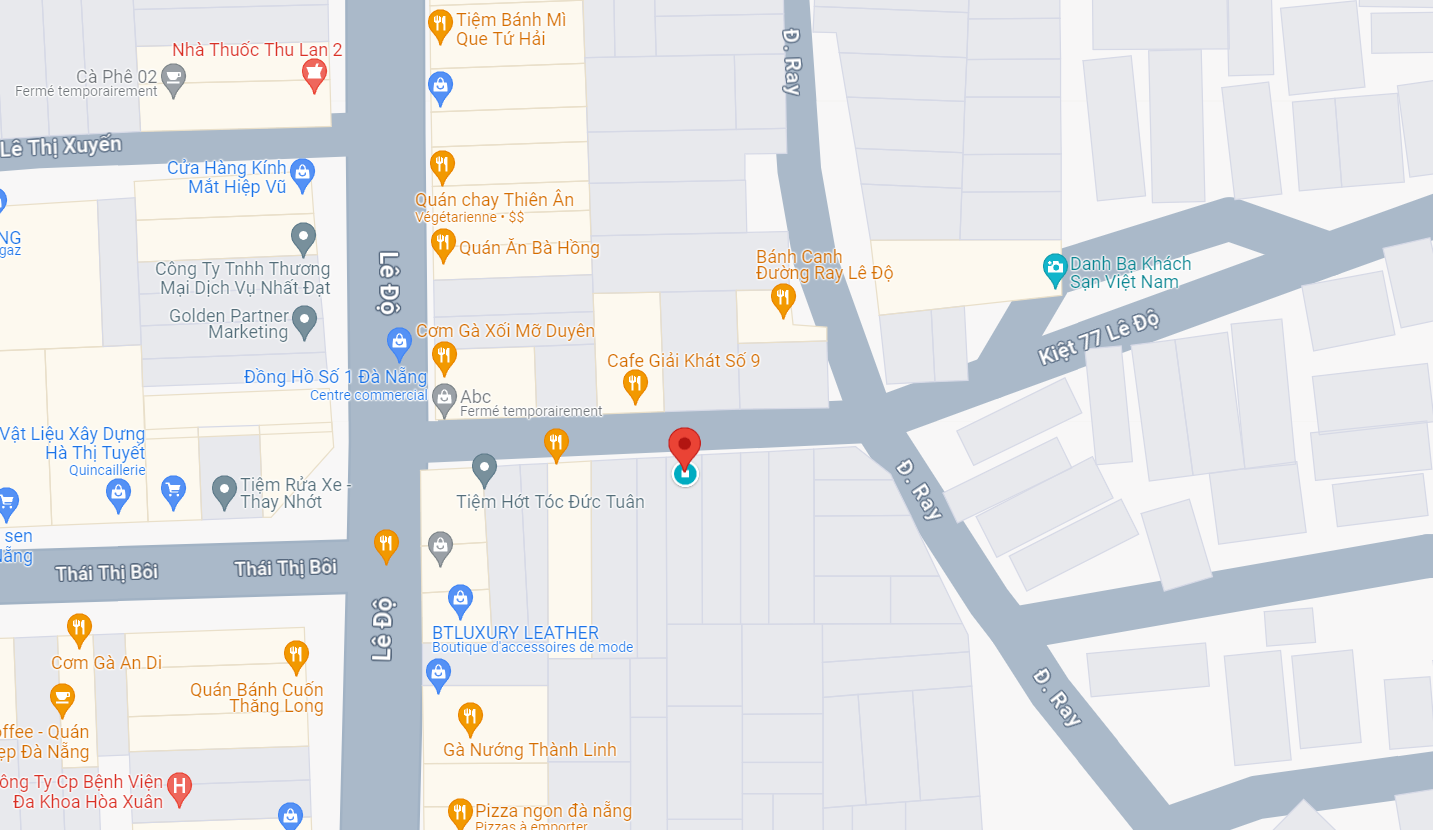 Tiệm Bánh Mì
Que Tứ Hải
Nhà Thuốc Thu Lan 2
Cà Phê 02
Fermé temporairement
Đ. Ray
Lê Thị Xuyến
Cửa Hàng Kính
Mắt Hiệp Vũ
Quán chay Thiên Ân
Végétarienne • $$
NG
gaz
Quán Ăn Bà Hồng
Công Ty Tnhh Thương
Mại Dịch Vụ Nhất Đạt
Lê Độ
Bánh Canh
Đường Ray Lê Độ
Danh Bạ Khách
Sạn Việt Nam
Golden Partner
Marketing
Cơm Gà Xối Mỡ Duyên
Kiệt 77 Lê Độ
Đồng Hồ Số 1 Đà Nẵng
Centre commercial
Cafe Giải Khát Số 9
Abc
Fermé temporairement
Vật Liệu Xây Dựng
Hà Thị Tuyết
Quincaillerie
Tiệm Rửa Xe -
Thay Nhớt
Tiệm Hớt Tóc Đức Tuân
Đ. Ray
sen
Nẵng
Thái Thị Bôi
Thái Thị Bôi
Lê Độ
BTLUXURY LEATHER
Boutique d'accessoires de mode
Cơm Gà An.Di
Quán Bánh Cuốn
Thăng Long
Đ. Ray
offee - Quán
ẹp Đà Nẵng
Gà Nướng Thành Linh
ông Ty Cp Bệnh Viện
Đa Khoa Hòa Xuân
H
Pizza ngon đà nẵng
Pizzas à emporter